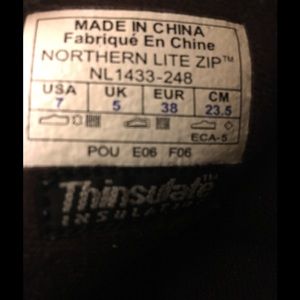 MADE IN CHINA
Fabriqué En Chine
NORTHERN LITE ZIP™
NL1433-248
USA UK EUR CM
7 5 38 23.5
ECA-5
POU E06 F06
Thinsulate™
INSULATION